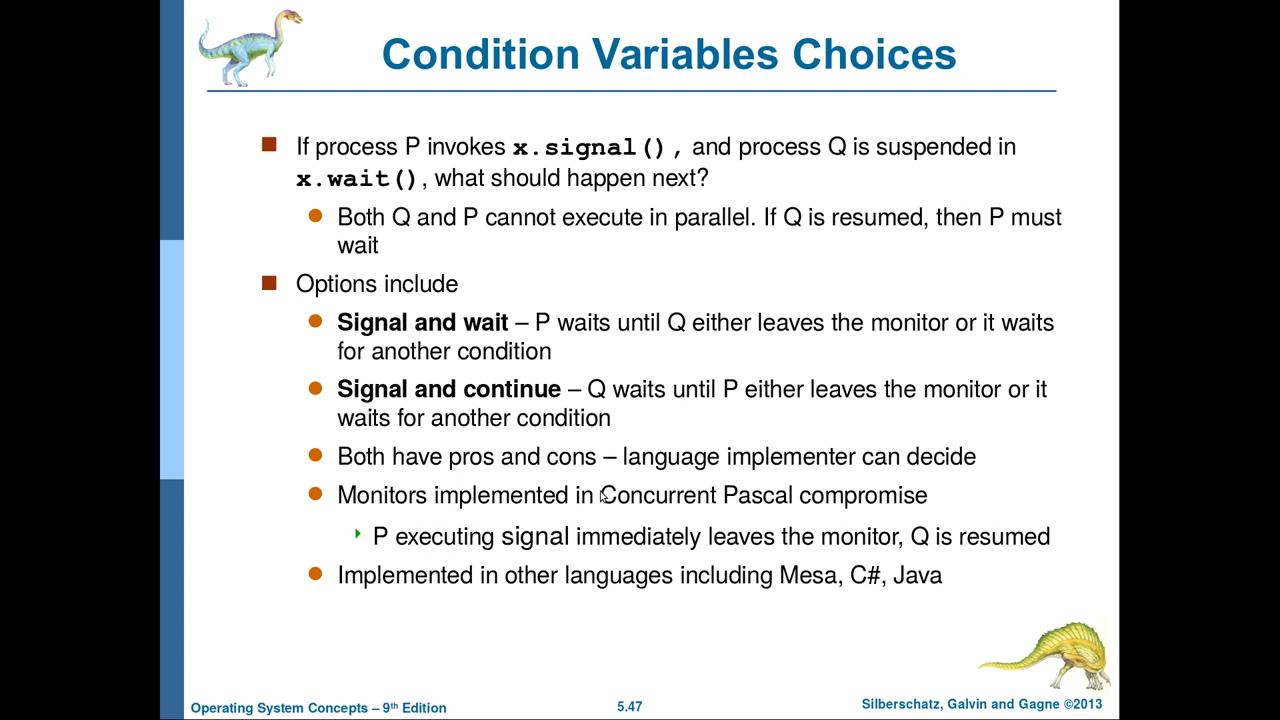 Condition Variables Choices
If process P invokes x.signal(), and process Q is suspended in
x.wait(), what should happen next?
Both Q and P cannot execute in parallel. If Q is resumed, then P must
wait
Options include
Signal and wait – P waits until Q either leaves the monitor or it waits
for another condition
Signal and continue – Q waits until P either leaves the monitor or it
waits for another condition
Both have pros and cons – language implementer can decide
Monitors implemented in Concurrent Pascal compromise
P executing signal immediately leaves the monitor, Q is resumed
Implemented in other languages including Mesa, C#, Java
Operating System Concepts – 9th Edition
5.47
Silberschatz, Galvin and Gagne ©2013